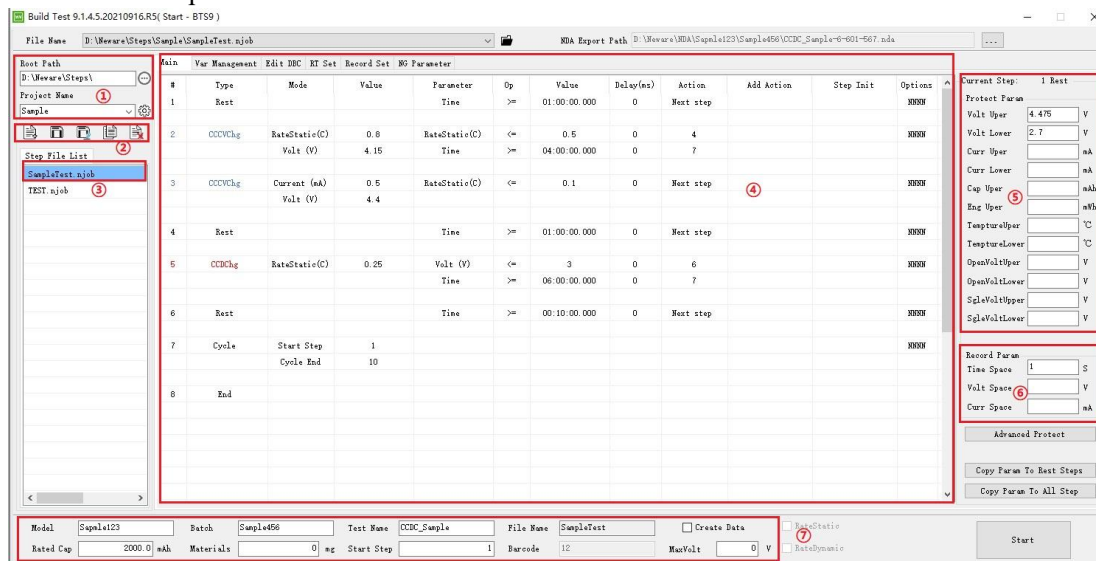 Build Test 9.1.4.5.20210916.R5( Start - BTS9 )
File Name D:\Neware\Steps\Sample\SampleTest.njob NDA Export Path D:\Neware\NDA\Sapmle123\Sample456\CCDC_Sample-6-601-567.nda ...
Root Path
D:\Neware\Steps\
Project Name ①
Sample
②
Step File List
SampleTest.njob
TEST.njob ③
Main Var Management Edit DBC RT Set Record Set NG Parameter
# Type Mode Value Parameter Op Value Delay(ms) Action Add Action Step Init Options
1 Rest Time >= 01:00:00.000 0 Next step NNNN
2 CCCVChg RateStatic(C) 0.8 RateStatic(C) <= 0.5 0 4 NNNN
Volt (V) 4.15 Time >= 04:00:00.000 0 7
3 CCCVChg Current (mA) 0.5 RateStatic(C) <= 0.1 0 Next step ④ NNNN
Volt (V) 4.4
4 Rest Time >= 01:00:00.000 0 Next step NNNN
5 CCDChg RateStatic(C) 0.25 Volt (V) <= 3 0 6 NNNN
Time >= 06:00:00.000 0 7
6 Rest Time >= 00:10:00.000 0 Next step NNNN
7 Cycle Start Step 1 NNNN
Cycle End 10
8 End
Current Step: 1 Rest
Protect Param
Volt Uper 4.475 V
Volt Lower 2.7 V
Curr Uper mA
Curr Lower mA
Cap Uper mAh
⑤
Eng Uper mWh
TemptureUper ℃
TemptureLower ℃
OpenVoltUper V
OpenVoltLower V
SgleVoltUpper V
SgleVoltLower V
Record Param
Time Space 1 S
Volt Space V
⑥
Curr Space mA
Advanced Protect
Copy Param To Rest Steps
Copy Param To All Step
Model Sapmle123 Batch Sample456 Test Name CCDC_Sample File Name SampleTest Create Data RateStatic
⑦
Rated Cap 2000.0 mAh Materials 0 mg Start Step 1 Barcode 12 MaxVolt 0 V RateDynamic
Start